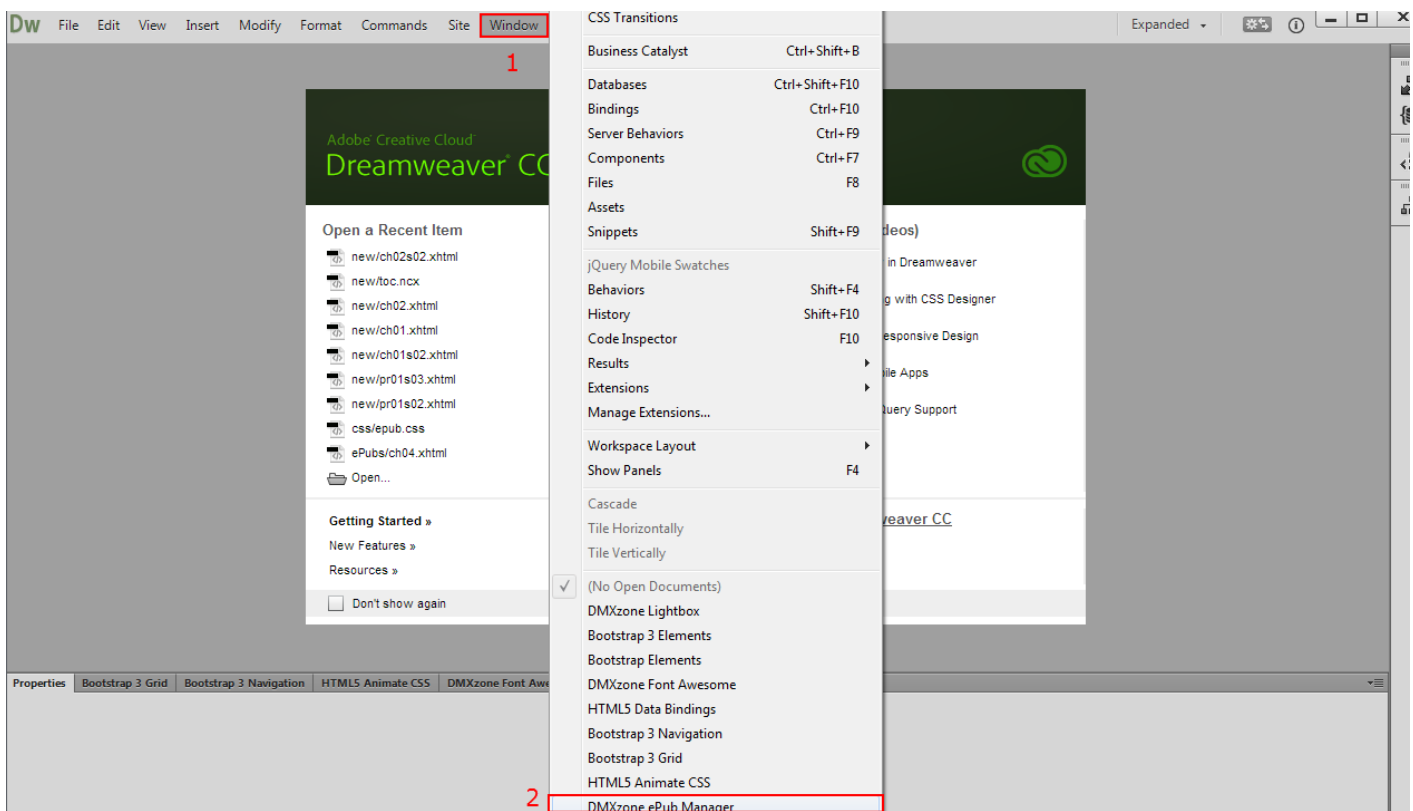 Dw File Edit View Insert Modify Format Commands Site Window Expanded
1
Adobe Creative Cloud
Dreamweaver CC
Open a Recent Item
new/ch02s02.xhtml
new/toc.ncx
new/ch02.xhtml
new/ch01.xhtml
new/ch01s02.xhtml
new/pr01s03.xhtml
new/pr01s02.xhtml
css/epub.css
ePubs/ch04.xhtml
Open...
Getting Started »
New Features »
Resources »
Don't show again
CSS Transitions
Business Catalyst Ctrl+Shift+B
Databases Ctrl+Shift+F10
Bindings Ctrl+F10
Server Behaviors Ctrl+F9
Components Ctrl+F7
Files F8
Assets
Snippets Shift+F9
jQuery Mobile Swatches
Behaviors Shift+F4
History Shift+F10
Code Inspector F10
Results
Extensions
Manage Extensions...
Workspace Layout
Show Panels F4
Cascade
Tile Horizontally
Tile Vertically
(No Open Documents)
DMXzone Lightbox
Bootstrap 3 Elements
Bootstrap Elements
DMXzone Font Awesome
HTML5 Data Bindings
Bootstrap 3 Navigation
Bootstrap 3 Grid
HTML5 Animate CSS
2 DMXzone ePub Manager
deos)
in Dreamweaver
g with CSS Designer
esponsive Design
ile Apps
Query Support
eaver CC
Properties Bootstrap 3 Grid Bootstrap 3 Navigation HTML5 Animate CSS DMXzone Font Awe